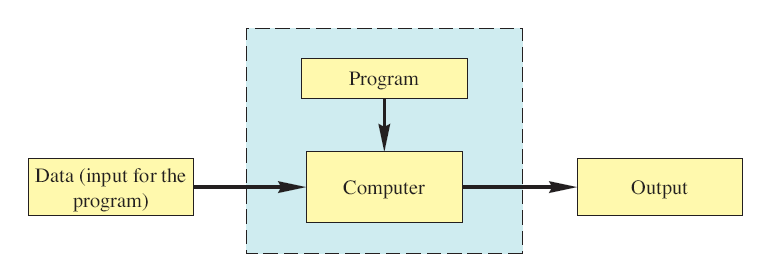 Program
Data (input for the
program)
Computer
Output